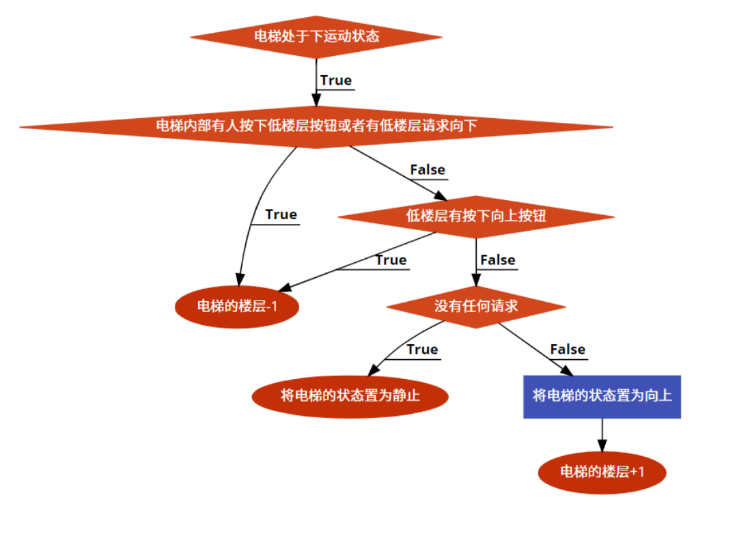 电梯处于下运动状态
True
电梯内部有人按下低楼层按钮或者有低楼层请求向下
False
True
低楼层有按下向上按钮
True
False
电梯的楼层-1
没有任何请求
True
False
将电梯的状态置为静止
将电梯的状态置为向上
电梯的楼层+1